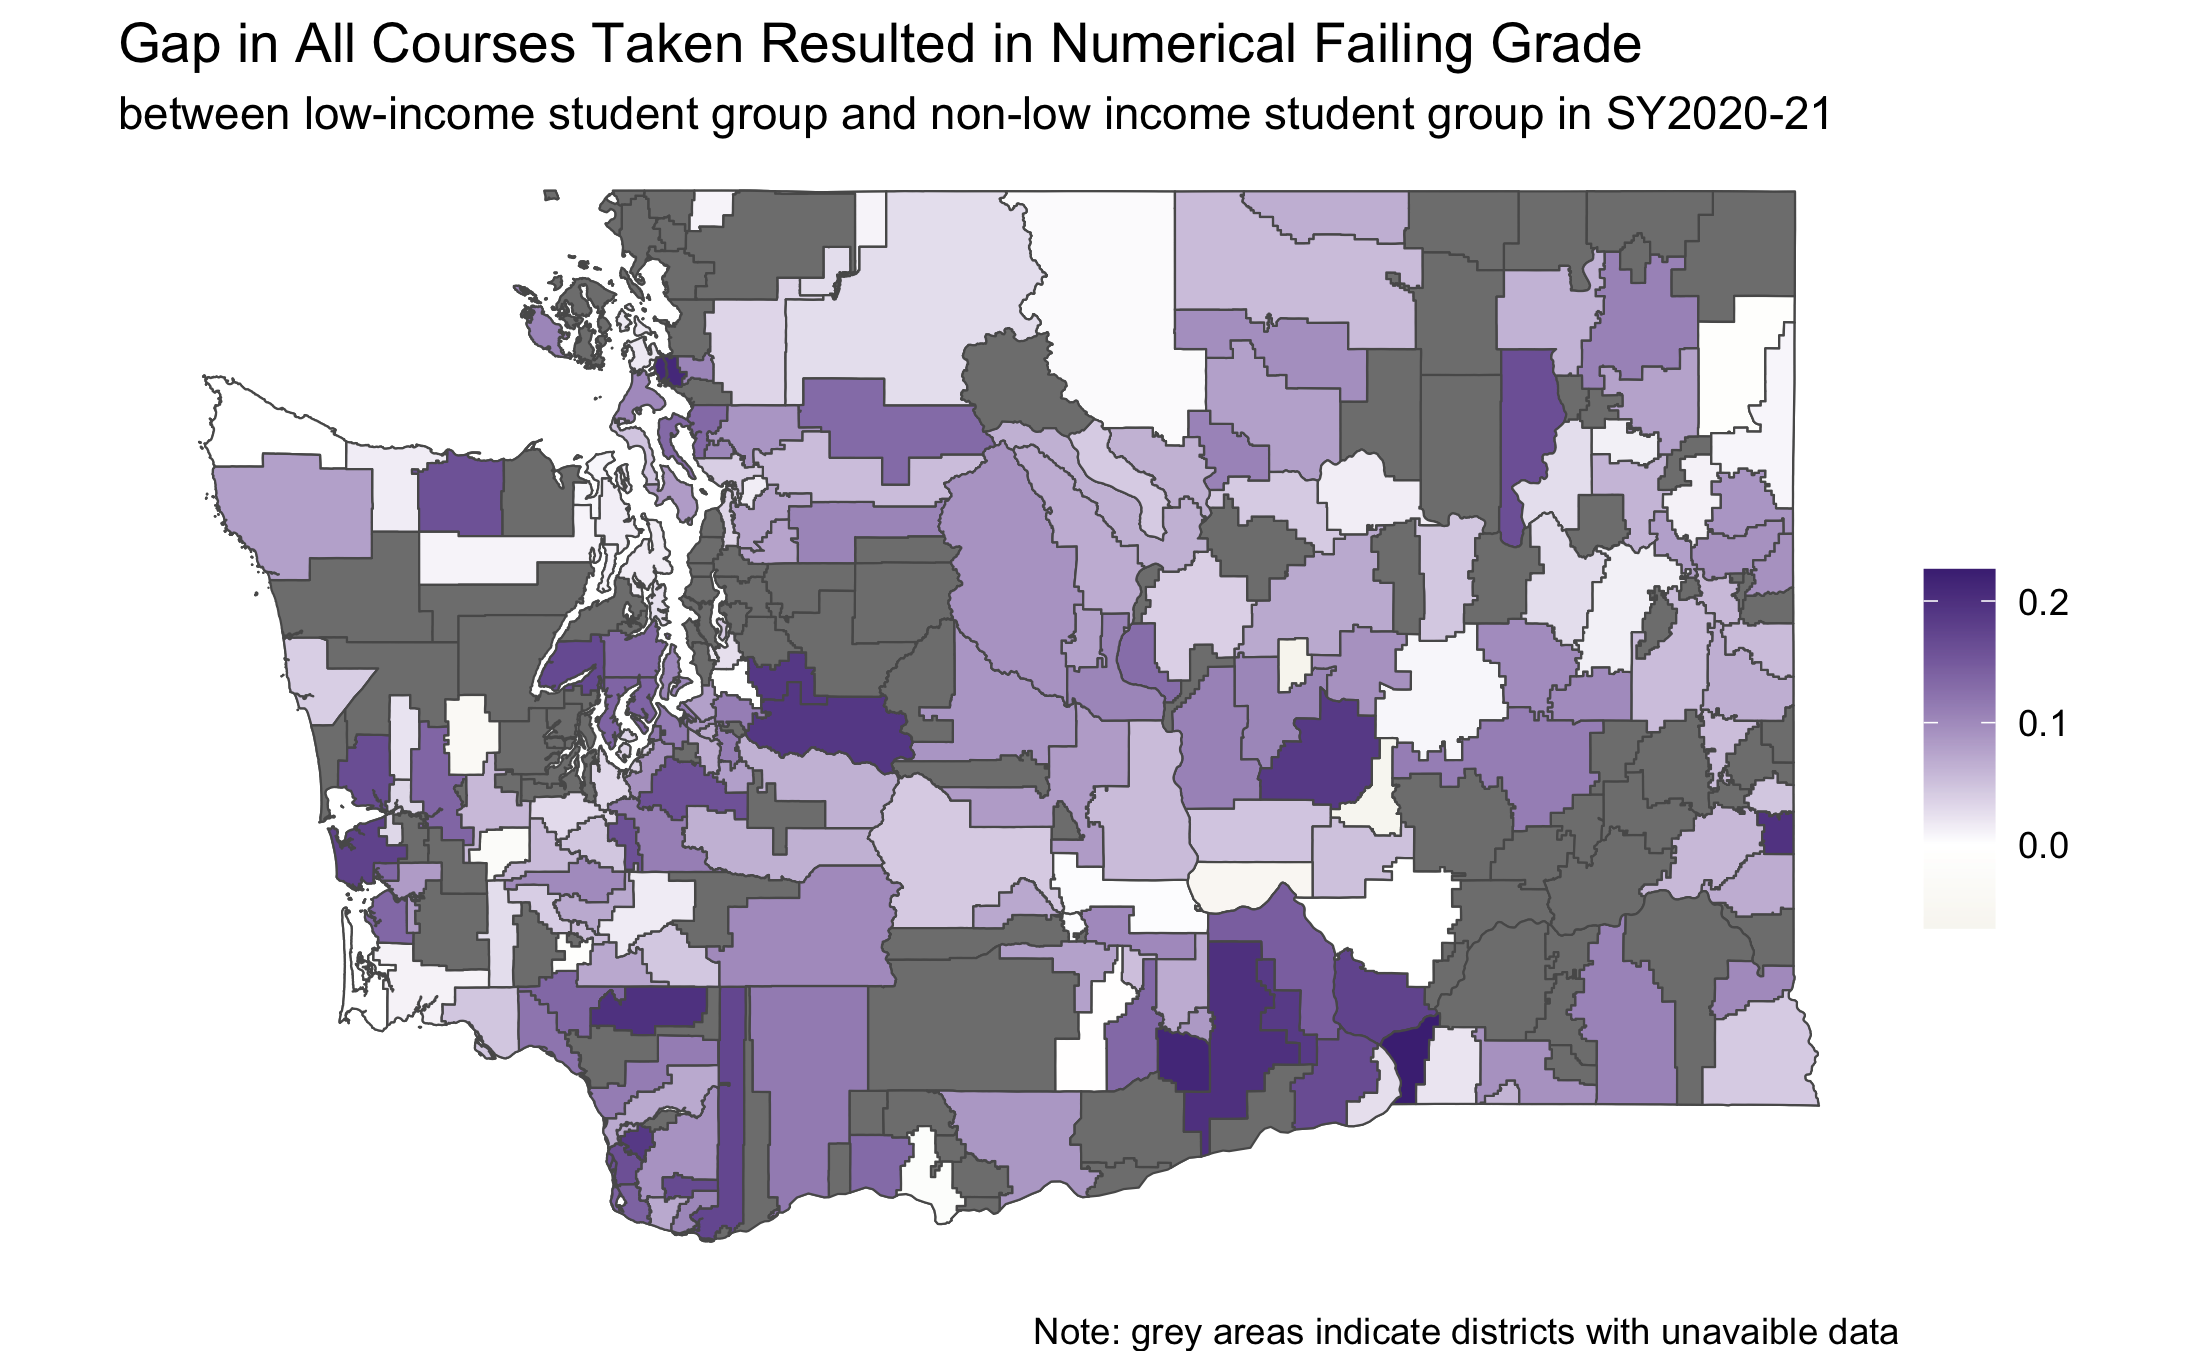 Gap in All Courses Taken Resulted in Numerical Failing Grade
between low-income student group and non-low income student group in SY2020-21
0.2
0.1
0.0
Note: grey areas indicate districts with unavaible data